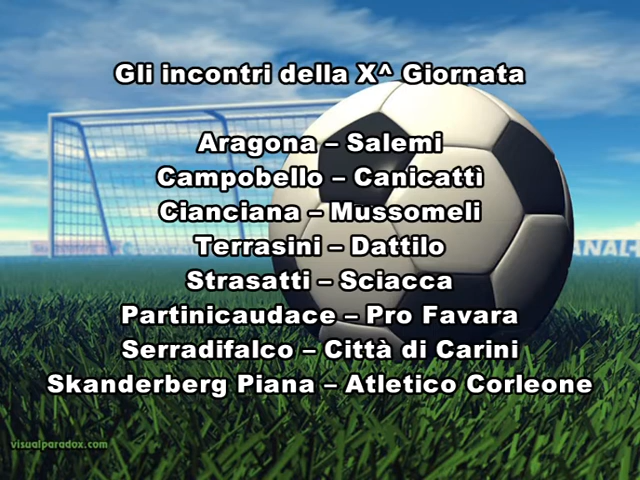 Gli incontri della X^ Giornata
Aragona – Salemi
Campobello – Canicattì
Cianciana – Mussomeli
Terrasini – Dattilo
Strasatti – Sciacca
Partinicaudace – Pro Favara
Serradifalco – Città di Carini
Skanderberg Piana – Atletico Corleone
visualparadox.com